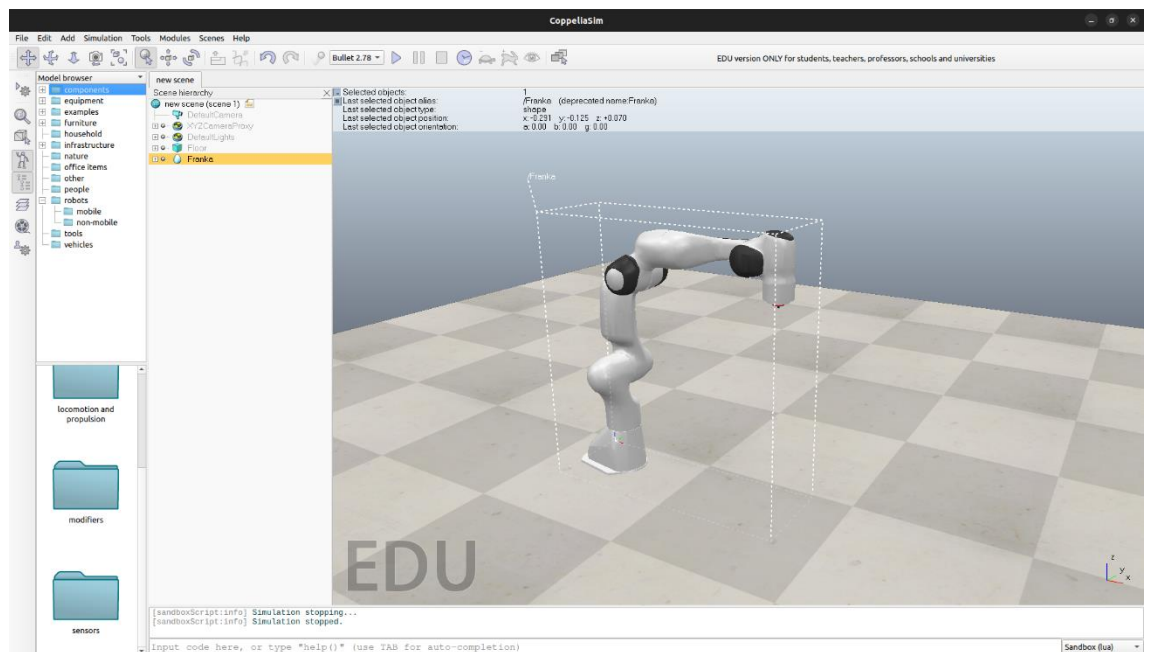 CoppeliaSim
File Edit Add Simulation Tools Modules Scenes Help
Bullet 2.78
EDU version ONLY for students, teachers, professors, schools and universities
Model browser
components
equipment
examples
furniture
household
infrastructure
nature
office items
other
people
robots
mobile
non-mobile
tools
vehicles
locomotion and
propulsion
modifiers
sensors
new scene
Scene hierarchy
new scene (scene 1)
DefaultCamera
XYZCameraProxy
DefaultLights
Floor
Franka
Selected objects: 1
Last selected object alias: /Franka (deprecated name:Franka)
Last selected object type: shape
Last selected object position: x: -0.291 y: -0.125 z: +0.070
Last selected object orientation: a: 0.00 b: 0.00 g: 0.00
/Franka
EDU
z
y
x
[sandboxScript:info] Simulation stopping...
[sandboxScript:info] Simulation stopped.
Input code here, or type "help()" (use TAB for auto-completion)
Sandbox (lua)